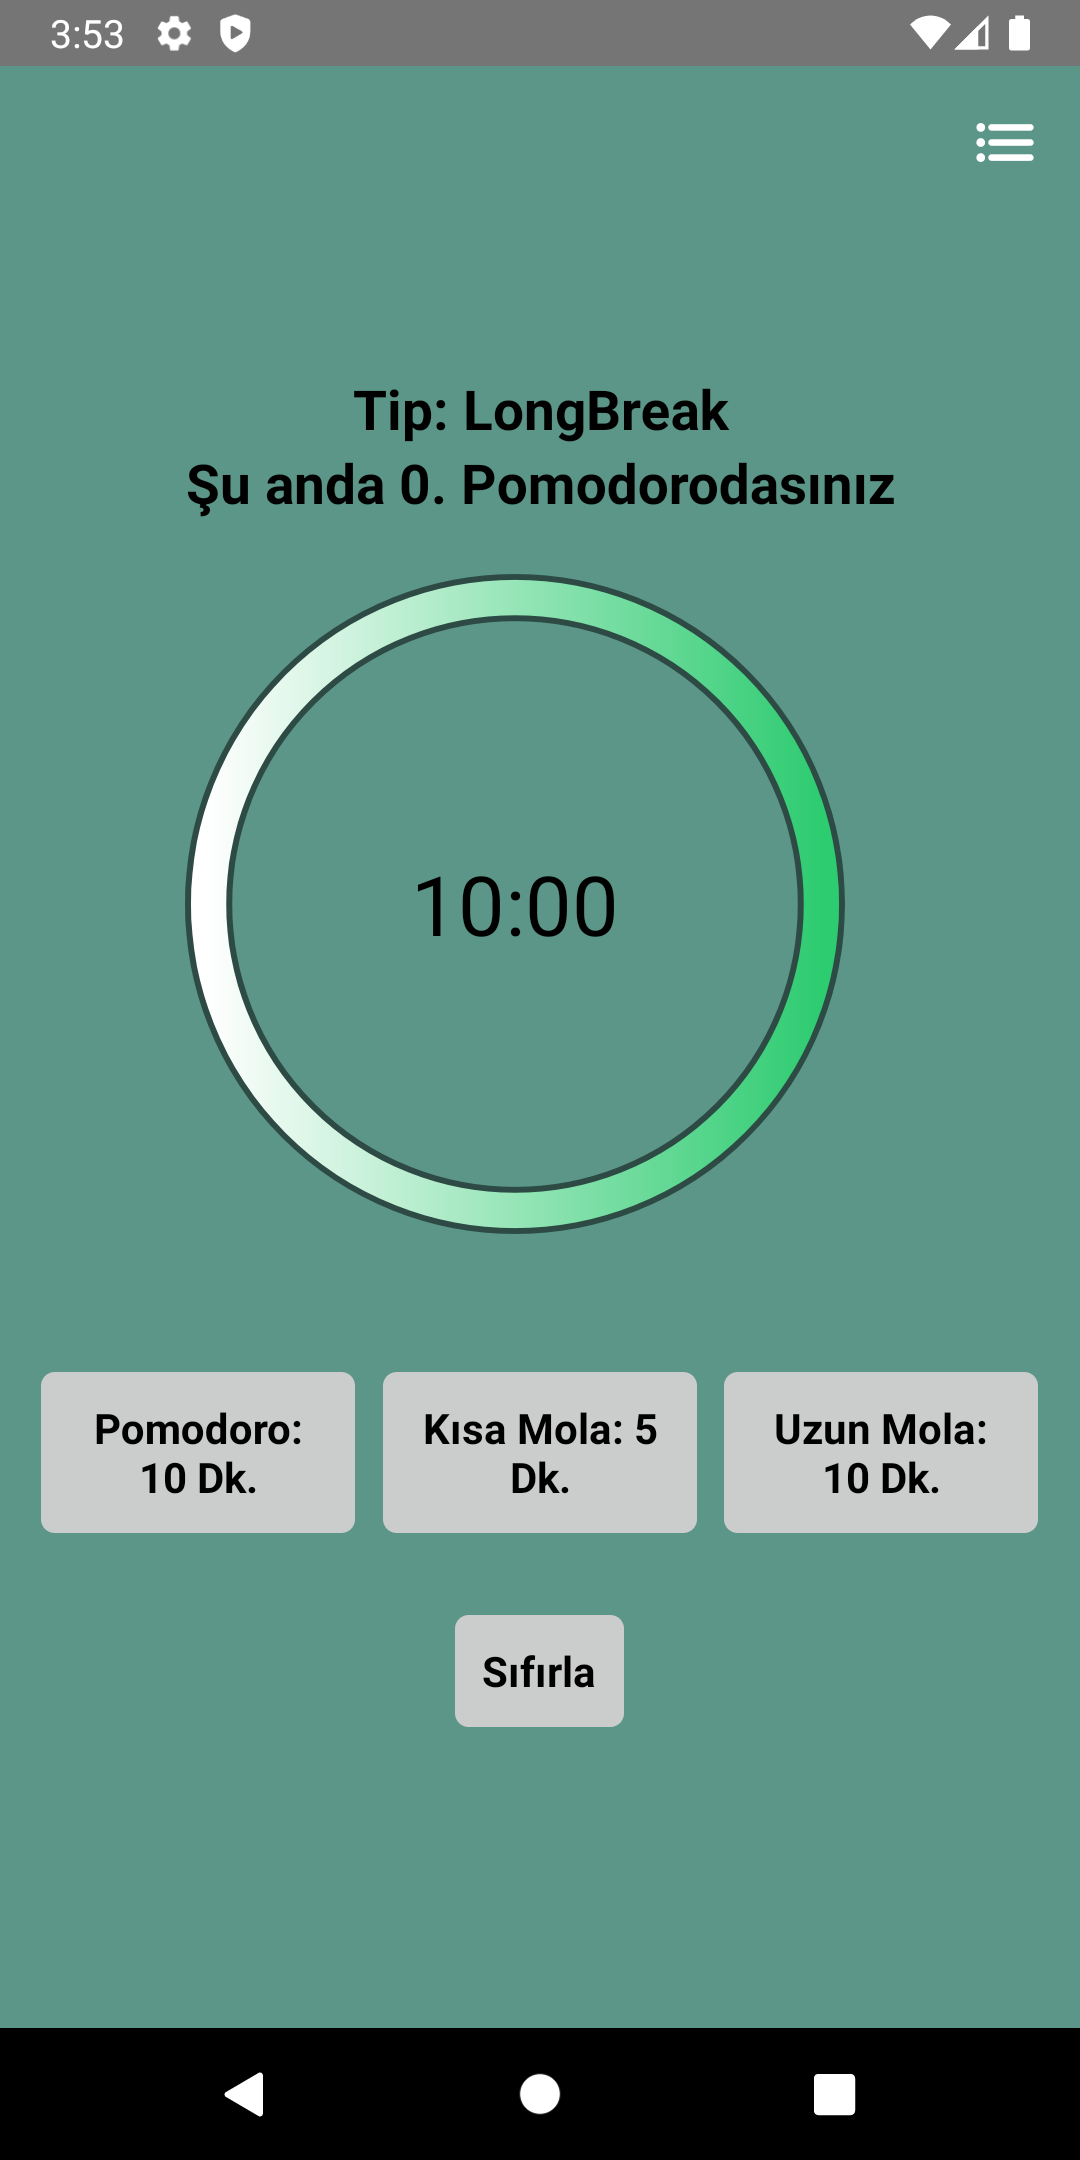 3:53
Tip: LongBreak
Şu anda 0. Pomodorodasınız
10:00
Pomodoro:
10 Dk.
Kısa Mola: 5
Dk.
Uzun Mola:
10 Dk.
Sıfırla